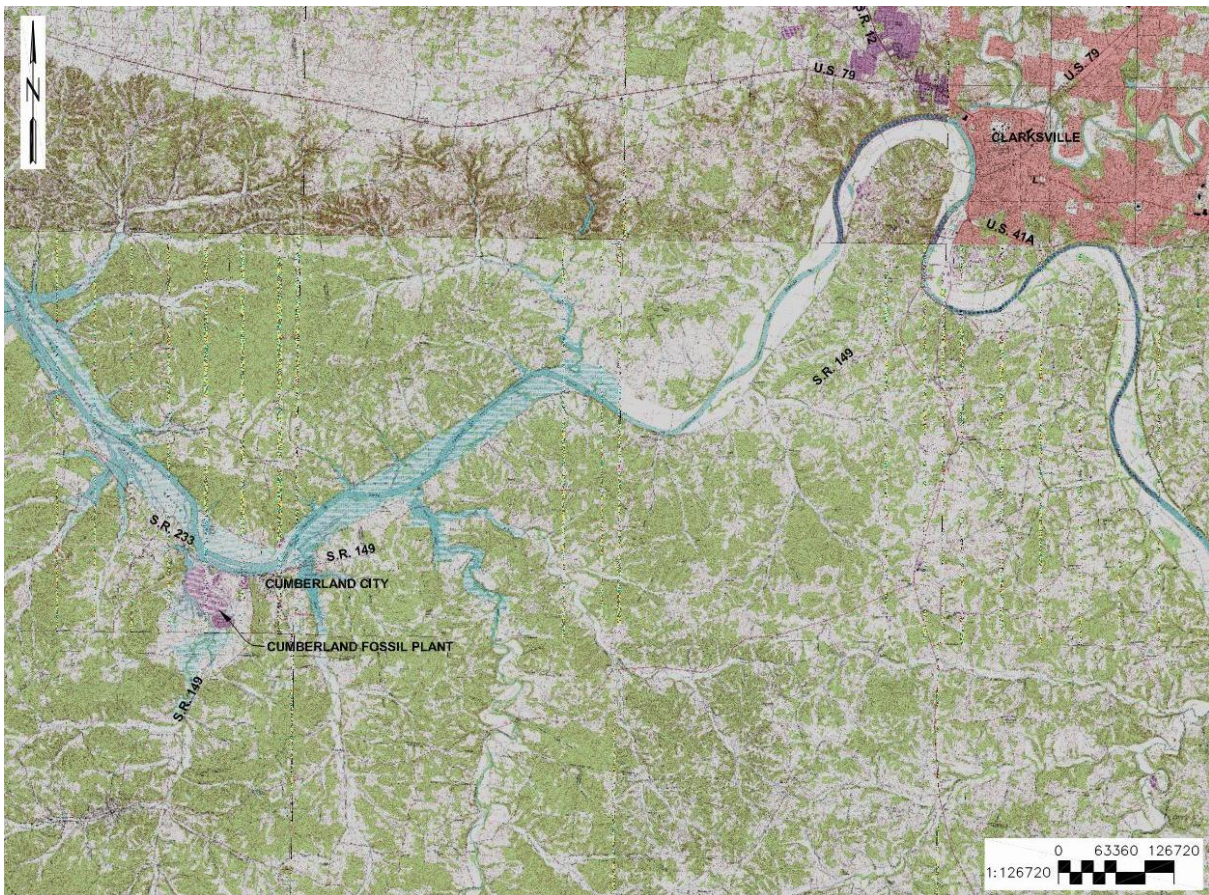 N
S.R. 12
U.S. 79
U.S. 79
CLARKSVILLE
U.S. 41A
S.R. 149
S.R. 233
S.R. 149
CUMBERLAND CITY
CUMBERLAND FOSSIL PLANT
S.R. 149
0 63360 126720
1:126720